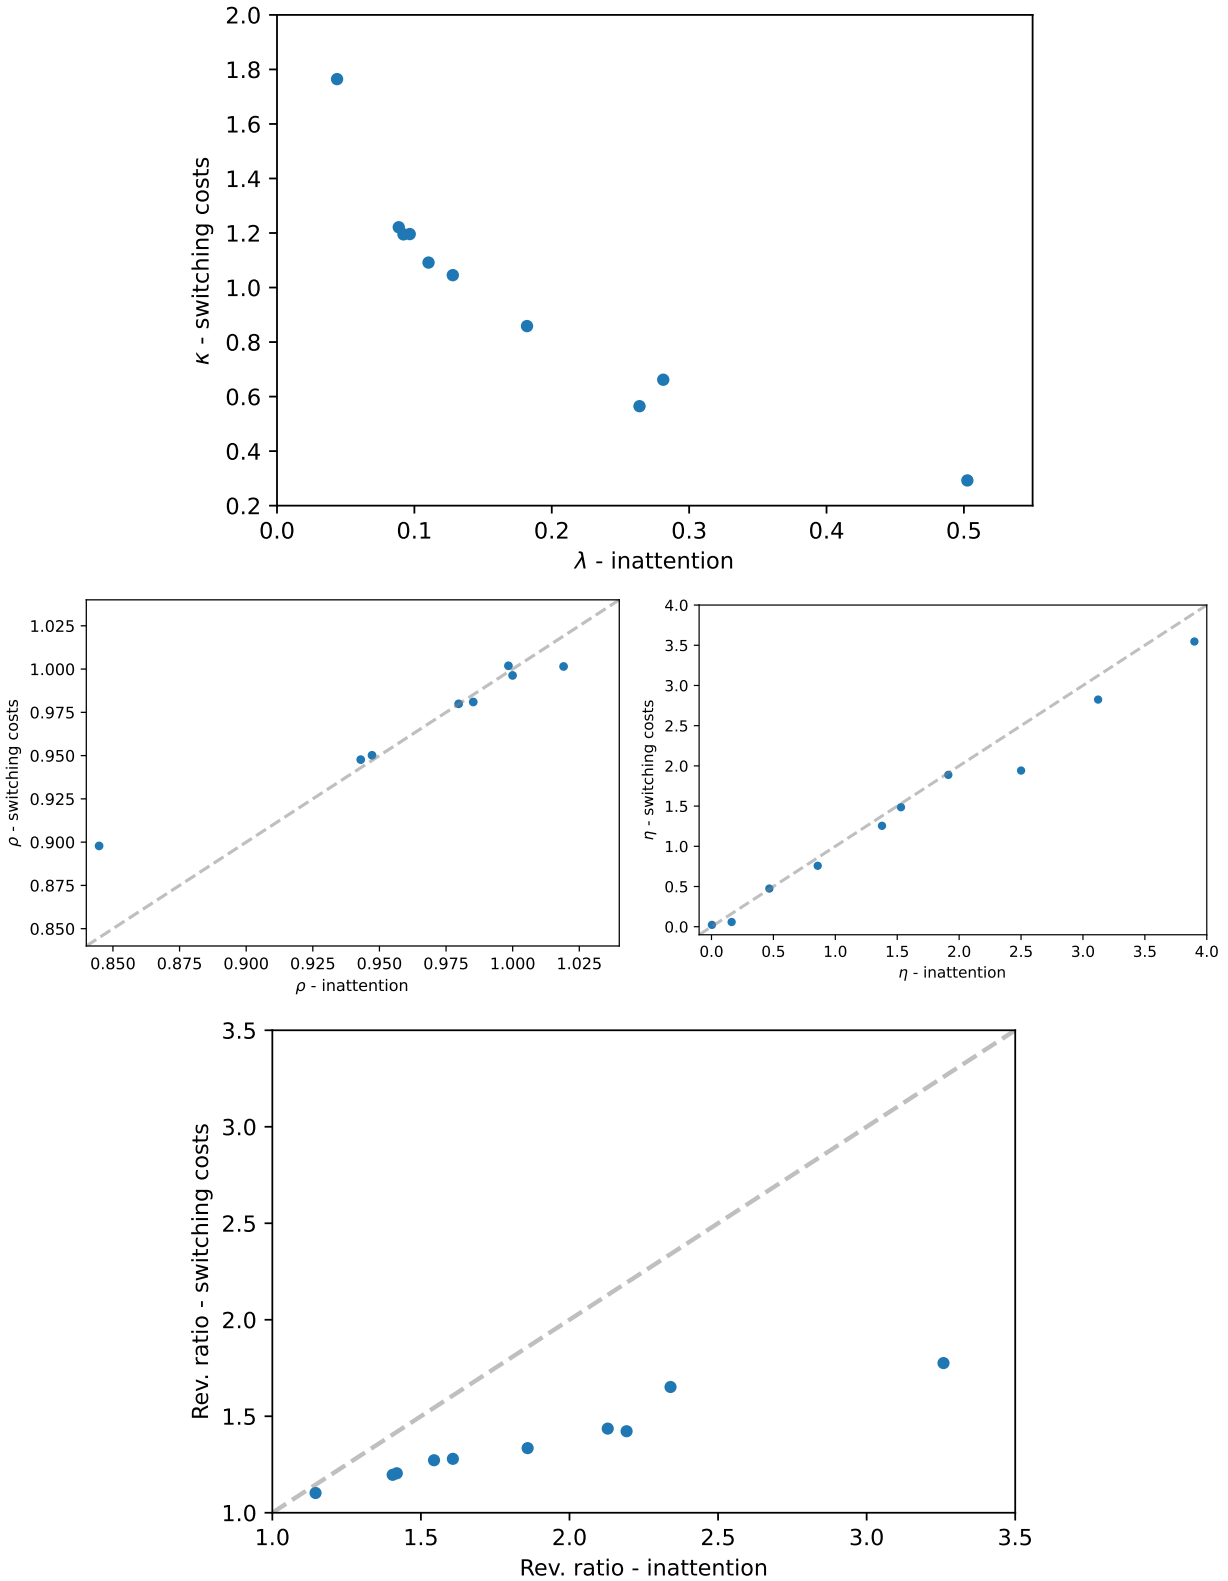 2.0
1.8
1.6
1.4
1.2
1.0
0.8
0.6
0.4
0.2
κ - switching costs
0.0 0.1 0.2 0.3 0.4 0.5
λ - inattention
1.025
1.000
0.975
0.950
0.925
0.900
0.875
0.850
ρ - switching costs
0.850 0.875 0.900 0.925 0.950 0.975 1.000 1.025
ρ - inattention
4.0
3.5
3.0
2.5
2.0
1.5
1.0
0.5
0.0
η - switching costs
0.0 0.5 1.0 1.5 2.0 2.5 3.0 3.5 4.0
η - inattention
3.5
3.0
2.5
2.0
1.5
1.0
Rev. ratio - switching costs
1.0 1.5 2.0 2.5 3.0 3.5
Rev. ratio - inattention